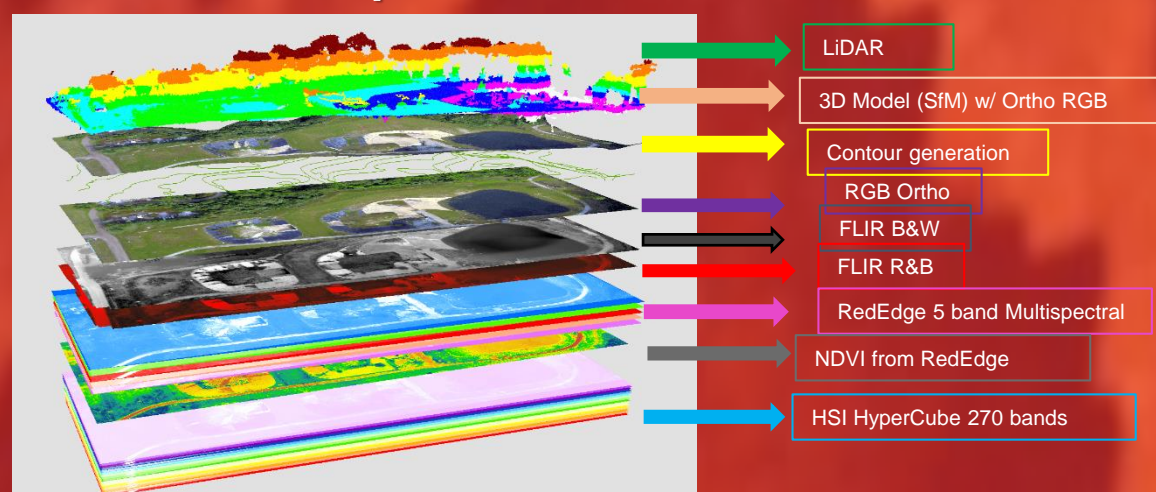 LiDAR
3D Model (SfM) w/ Ortho RGB
Contour generation
RGB Ortho
FLIR B&W
FLIR R&B
RedEdge 5 band Multispectral
NDVI from RedEdge
HSI HyperCube 270 bands